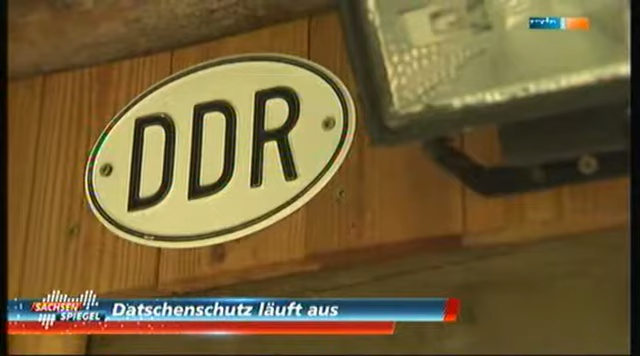 mdr
DDR
SACHSEN
SPIEGEL
Datschenschutz läuft aus